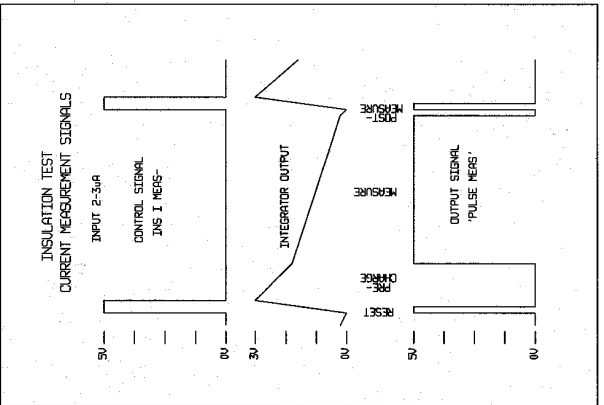 INSULATION TEST
CURRENT MEASUREMENT SIGNALS
INPUT 2-3uA
CONTROL SIGNAL
INS I MEAS-
5V
0V
INTEGRATOR OUTPUT
3V
0V
RESET
PRE-
CHARGE
MEASURE
POST-
MEASURE
OUTPUT SIGNAL
'PULSE MEAS'
5V
0V